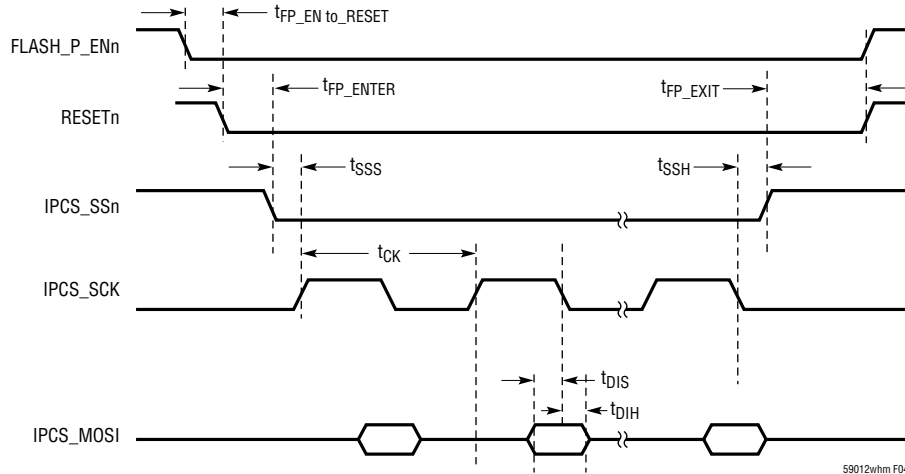 tFP_EN to_RESET
FLASH_P_ENn
tFP_ENTER
tFP_EXIT
RESETn
tSSS
tSSH
IPCS_SSn
tCK
IPCS_SCK
tDIS
tDIH
IPCS_MOSI
59012whm F04